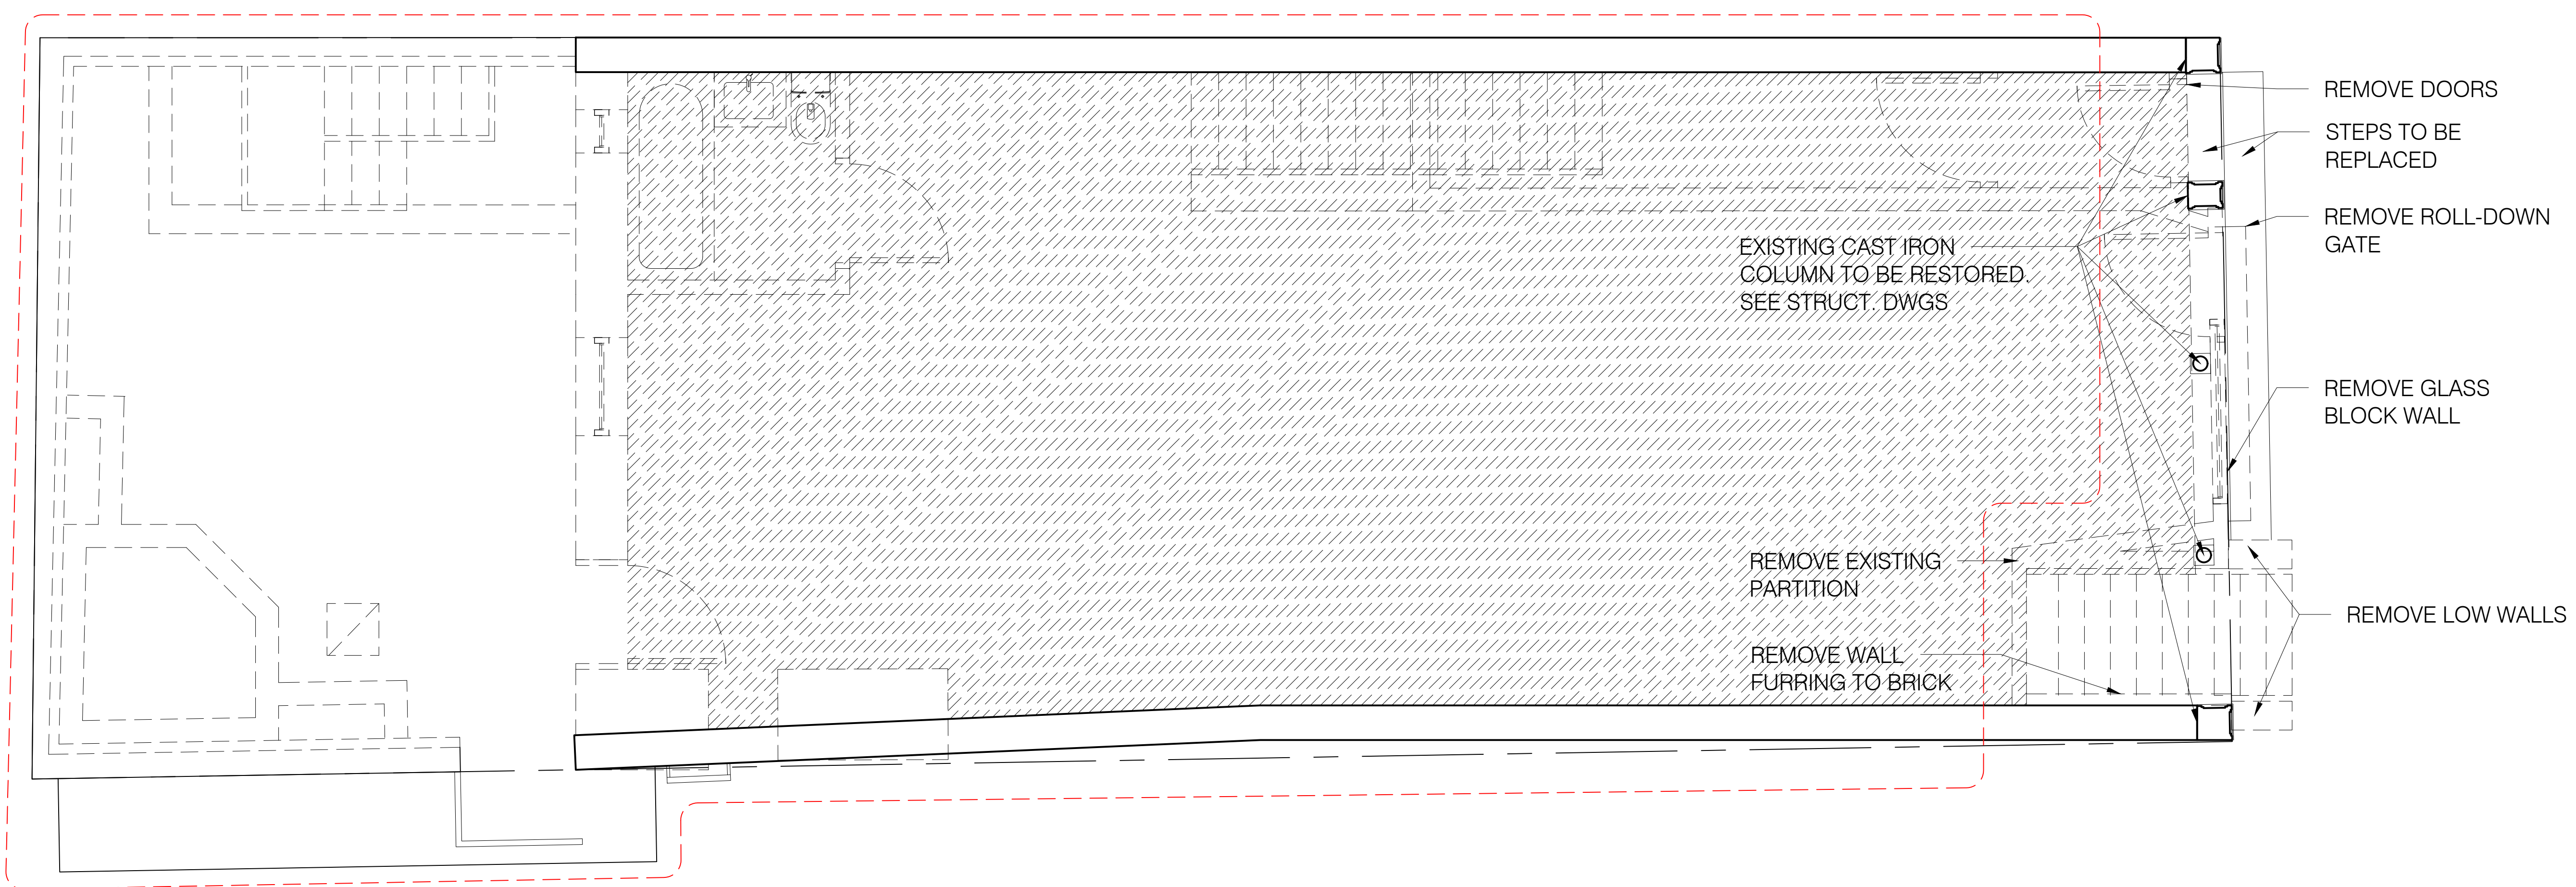 REMOVE DOORS
STEPS TO BE
REPLACED
REMOVE ROLL-DOWN
GATE
EXISTING CAST IRON
COLUMN TO BE RESTORED.
SEE STRUCT. DWGS
REMOVE GLASS
BLOCK WALL
REMOVE EXISTING
PARTITION
REMOVE LOW WALLS
REMOVE WALL
FURRING TO BRICK